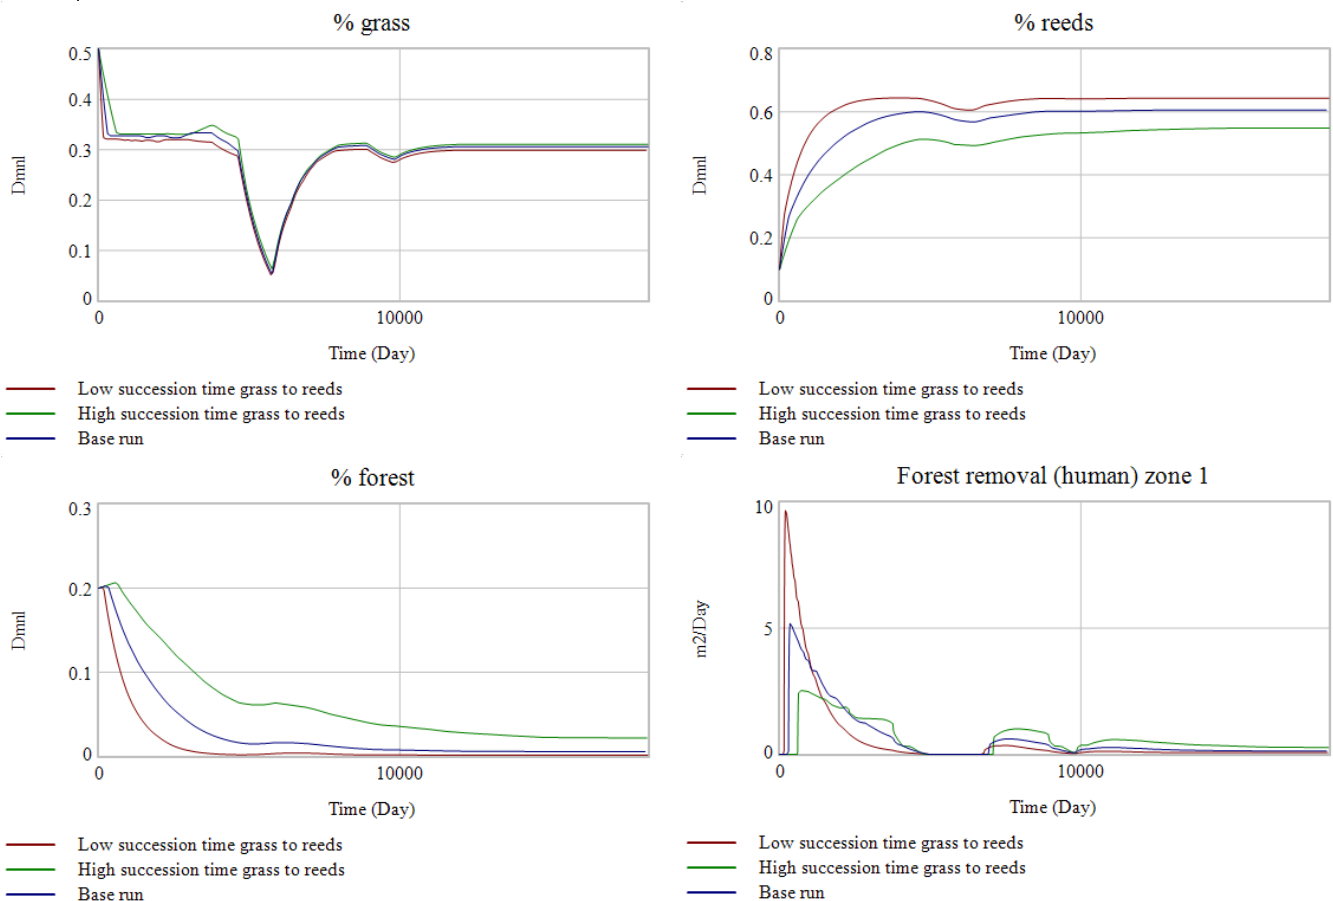 % grass
0.5
0.4
0.3
0.2
0.1
0
Dmnl
0
10000
Time (Day)
Low succession time grass to reeds
High succession time grass to reeds
Base run
% reeds
0.8
0.6
0.4
0.2
0
Dmnl
0
10000
Time (Day)
Low succession time grass to reeds
High succession time grass to reeds
Base run
% forest
0.3
0.2
0.1
0
Dmnl
0
10000
Time (Day)
Low succession time grass to reeds
High succession time grass to reeds
Base run
Forest removal (human) zone 1
10
5
0
m2/Day
0
10000
Time (Day)
Low succession time grass to reeds
High succession time grass to reeds
Base run